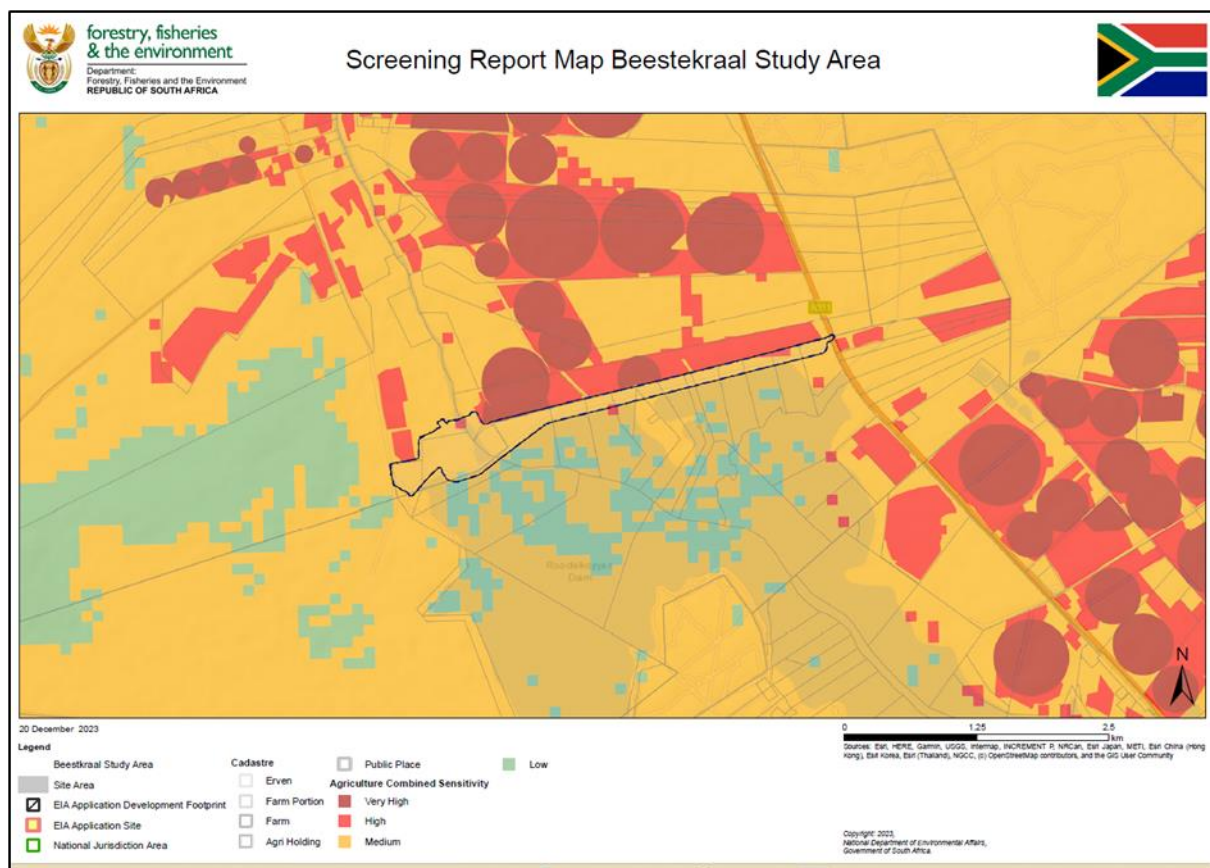 forestry, fisheries
& the environment
Department:
Forestry, Fisheries and the Environment
REPUBLIC OF SOUTH AFRICA
Screening Report Map Beestekraal Study Area
Dam
20 December 2023
Legend
Beestkraal Study Area
Site Area
EIA Application Development Footprint
EIA Application Site
National Jurisdiction Area
Cadastre
Erven
Farm Portion
Farm
Agri Holding
Public Place
Agriculture Combined Sensitivity
Very High
High
Medium
Low
N
0 1.25 2.5
km
Sources: Esri, HERE, Garmin, USGS, Intermap, INCREMENT P, NRCan, Esri Japan, METI, Esri China (Hong
Kong), Esri Korea, Esri (Thailand), NGCC, (c) OpenStreetMap contributors, and the GIS User Community
Copyright: 2023,
National Department of Environmental Affairs,
Government of South Africa.